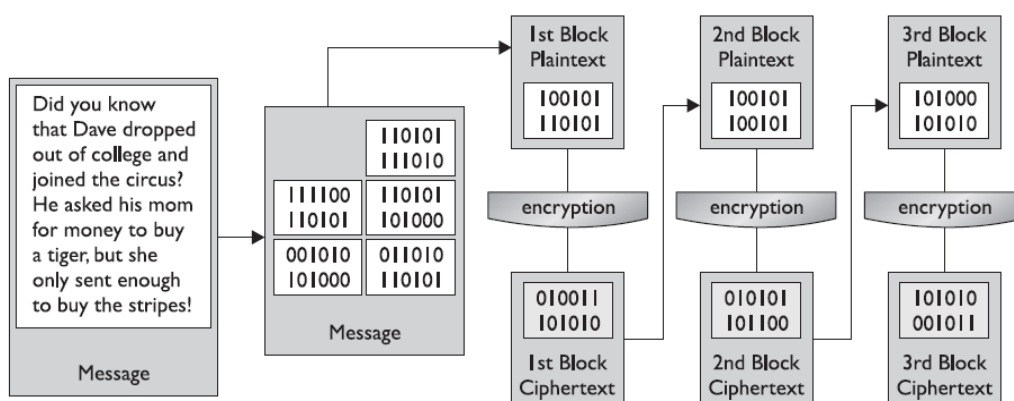 Did you know
that Dave dropped
out of college and
joined the circus?
He asked his mom
for money to buy
a tiger, but she
only sent enough
to buy the stripes!
Message
110101
111010
111100
110101
110101
101000
001010
101000
011010
110101
Message
1st Block
Plaintext
100101
110101
encryption
010011
101010
1st Block
Ciphertext
2nd Block
Plaintext
100101
100101
encryption
010101
101100
2nd Block
Ciphertext
3rd Block
Plaintext
101000
101010
encryption
101010
001011
3rd Block
Ciphertext